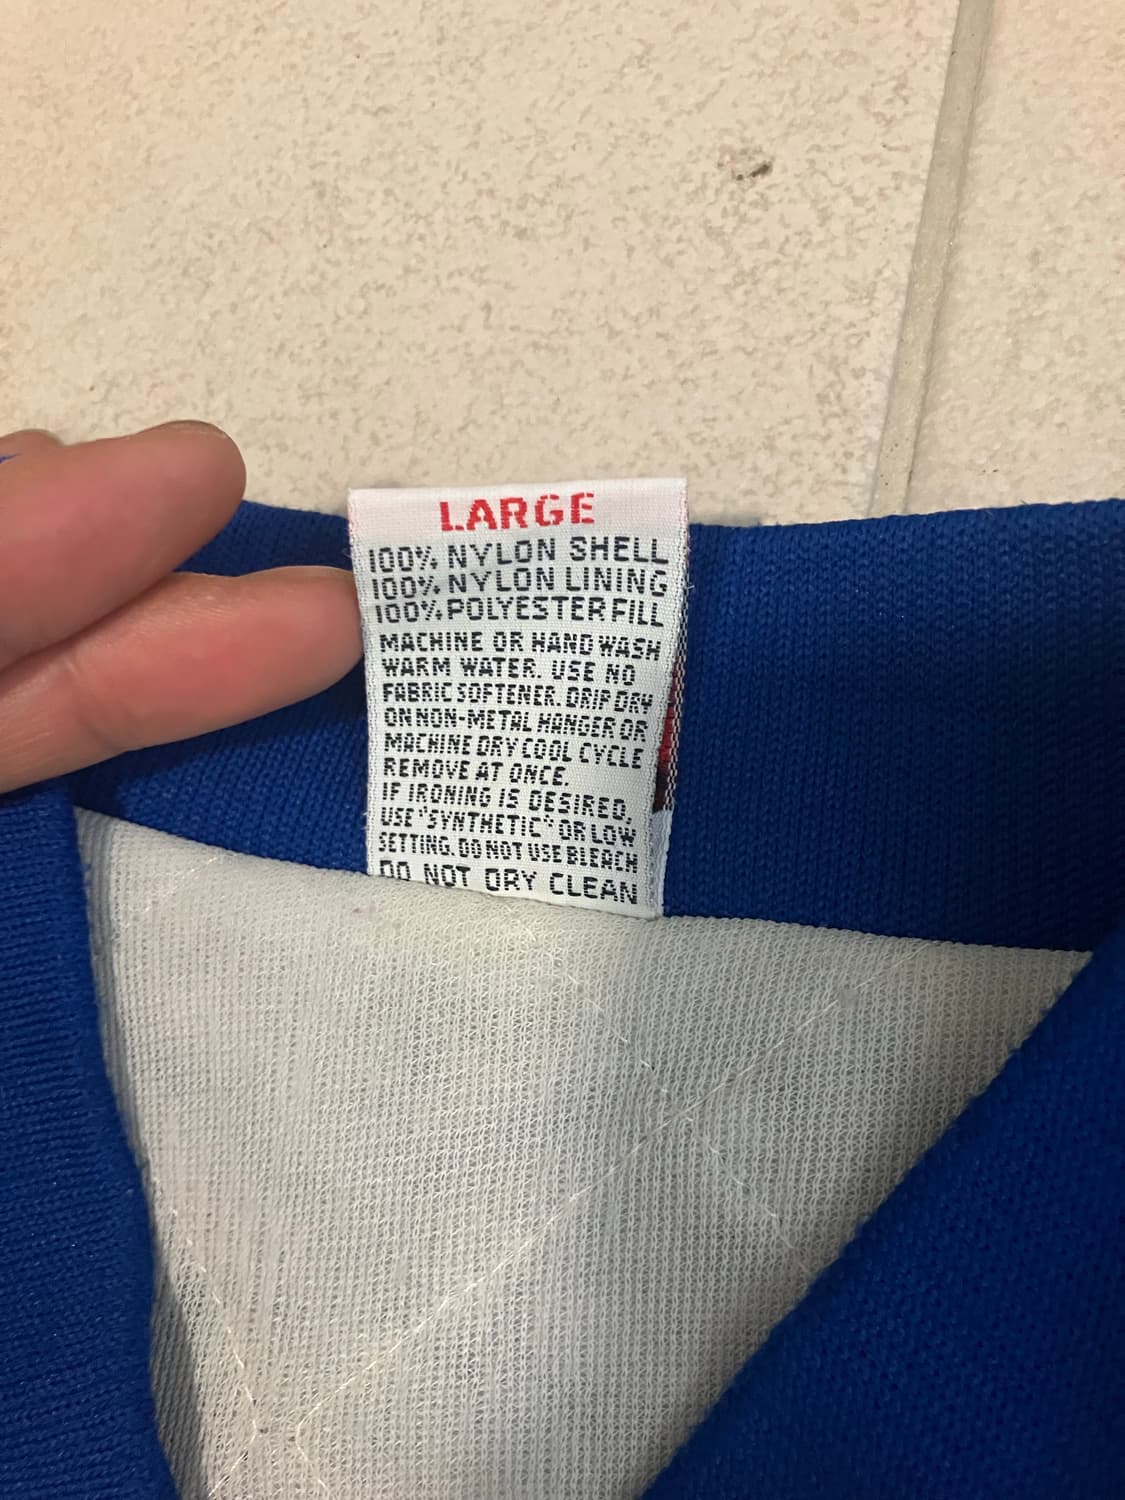 LARGE
100% NYLON SHELL
100% NYLON LINING
100% POLYESTER FILL
MACHINE OR HAND WASH
WARM WATER. USE NO
FABRIC SOFTENER. DRIP DRY
ON NON-METAL HANGER OR
MACHINE DRY COOL CYCLE
REMOVE AT ONCE.
IF IRONING IS DESIRED,
USE "SYNTHETIC" OR LOW
SETTING. DO NOT USE BLEACH
DO NOT DRY CLEAN